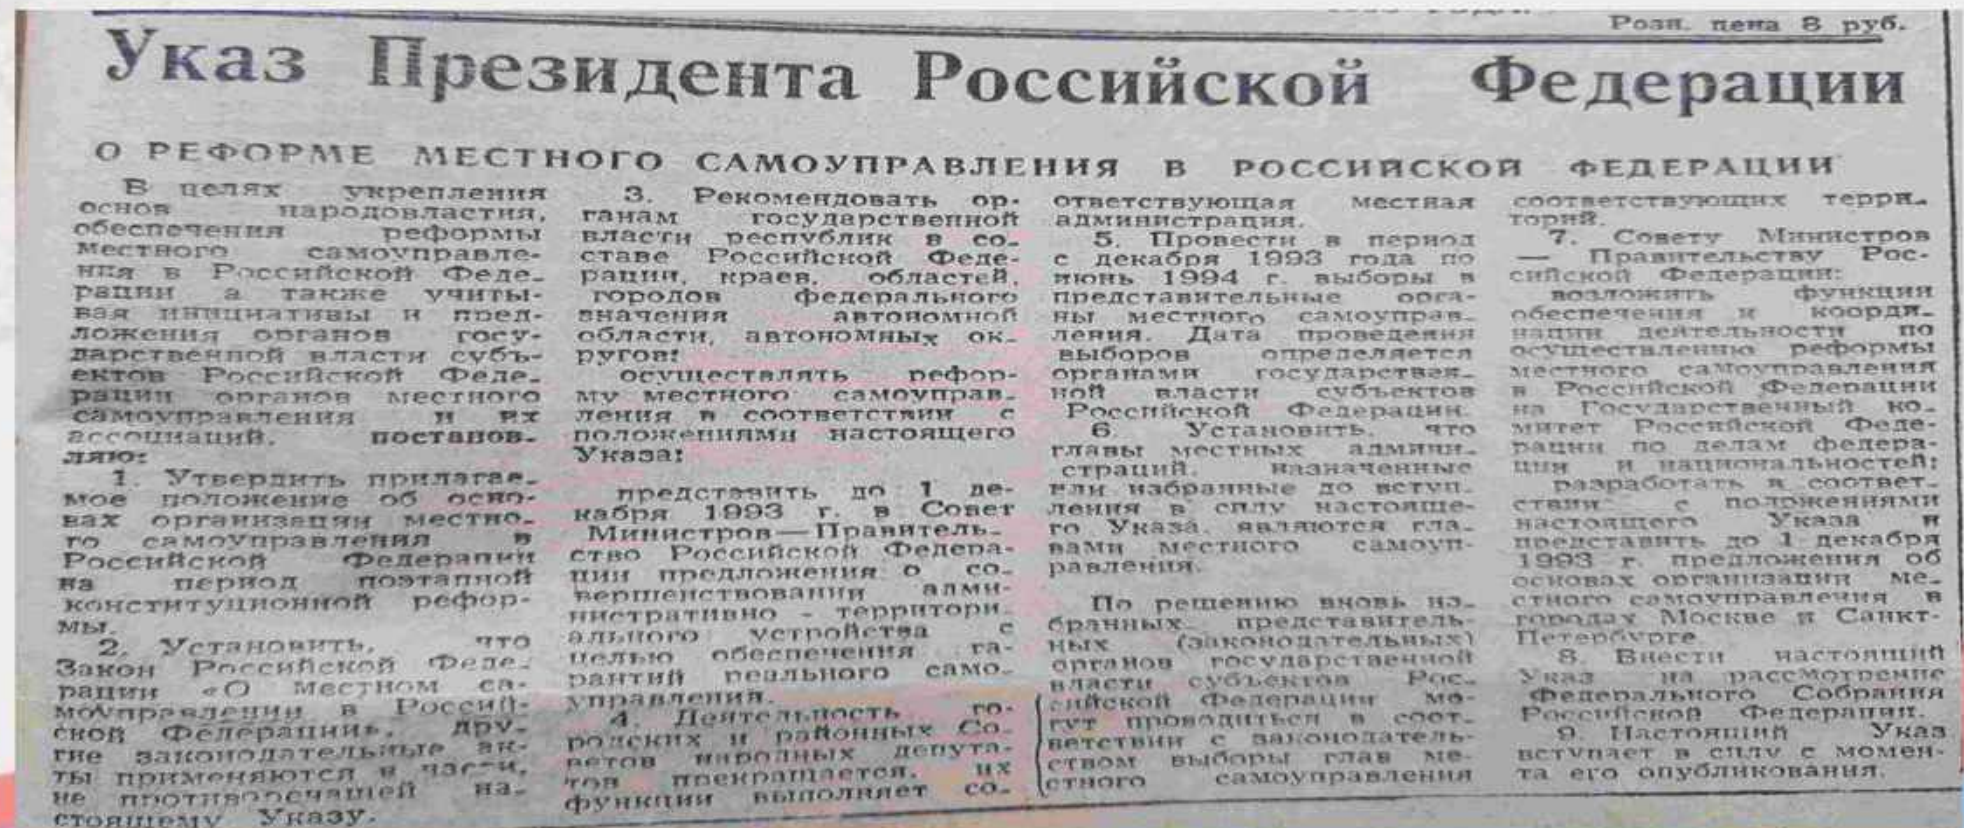 Розн. цена 8 руб.
Указ Президента Российской Федерации
О РЕФОРМЕ МЕСТНОГО САМОУПРАВЛЕНИЯ В РОССИЙСКОЙ ФЕДЕРАЦИИ
В целях укрепления
основ народовластия,
обеспечения реформы
местного самоуправле-
ния в Российской Феде-
рации а также учиты-
вая инициативы и пред-
ложения органов госу-
дарственной власти субъ-
ектов Российской Феде-
рации органов местного
самоуправления и их
ассоциаций, постанов-
ляю:
1. Утвердить прилагае-
мое положение об осно-
вах организации местно-
го самоуправления в
Российской Федерации
на период поэтапной
конституционной рефор-
мы.
2. Установить, что
Закон Российской Феде-
рации «О местном са-
моуправлении в Россий-
ской Федерации», дру-
гие законодательные ак-
ты применяются в части,
не противоречащей на-
стоящему Указу.
3. Рекомендовать ор-
ганам государственной
власти республик в со-
ставе Российской Феде-
рации, краев, областей,
городов федерального
значения автономной
области, автономных ок-
ругов:
осуществлять рефор-
му местного самоуправ-
ления в соответствии с
положениями настоящего
Указа:
представить до 1 де-
кабря 1993 г. в Совет
Министров—Правитель-
ство Российской Федера-
ции предложения о со-
вершенствовании адми-
нистративно - территори-
ального устройства с
целью обеспечения га-
рантий реального само-
управления.
4. Деятельность го-
родских и районных Со-
ветов народных депута-
тов прекращается, их
функции выполняет со-
ответствующая местная
администрация.
5. Провести в период
с декабря 1993 года по
июнь 1994 г. выборы в
представительные орга-
ны местного самоуправ-
ления. Дата проведения
выборов определяется
органами государствен-
ной власти субъектов
Российской Федерации.
6. Установить, что
главы местных админи-
страций, назначенные
или избранные до вступ-
ления в силу настояще-
го Указа, являются гла-
вами местного самоуп-
равления.
По решению вновь из-
бранных представитель-
ных (законодательных)
органов государственной
власти субъектов Рос-
сийской Федерации мо-
гут проводиться в соот-
ветствии с законодатель-
ством выборы глав ме-
стного самоуправления
соответствующих терри-
торий.
7. Совету Министров
— Правительству Рос-
сийской Федерации:
возложить функции
обеспечения и коорди-
нации деятельности по
осуществлению реформы
местного самоуправления
в Российской Федерации
на Государственный ко-
митет Российской Феде-
рации по делам федера-
ции и национальностей;
разработать в соответ-
ствии с положениями
настоящего Указа и
представить до 1 декабря
1993 г. предложения об
основах организации ме-
стного самоуправления в
городах Москве и Санкт-
Петербурге
8. Внести настоящий
Указ на рассмотрение
Федерального Собрания
Российской Федерации.
9. Настоящий Указ
вступает в силу с момен-
та его опубликования.